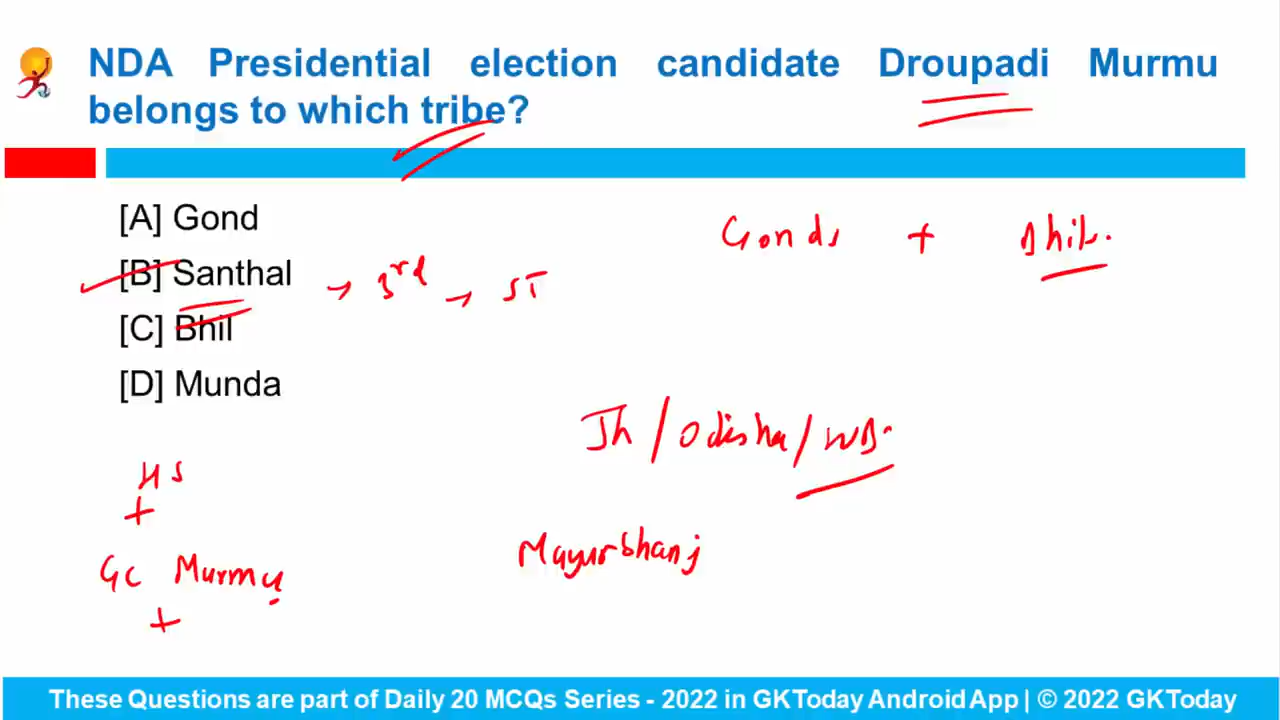 NDA Presidential election candidate Droupadi Murmu
belongs to which tribe?
[A] Gond
[B] Santhal → 3rd → ST
[C] Bhil
[D] Munda
Gonds + Bhils.
Jh / Odisha / WB.
HS
+
GC Murmu
+
Mayurbhanj
These Questions are part of Daily 20 MCQs Series - 2022 in GKToday Android App | © 2022 GKToday